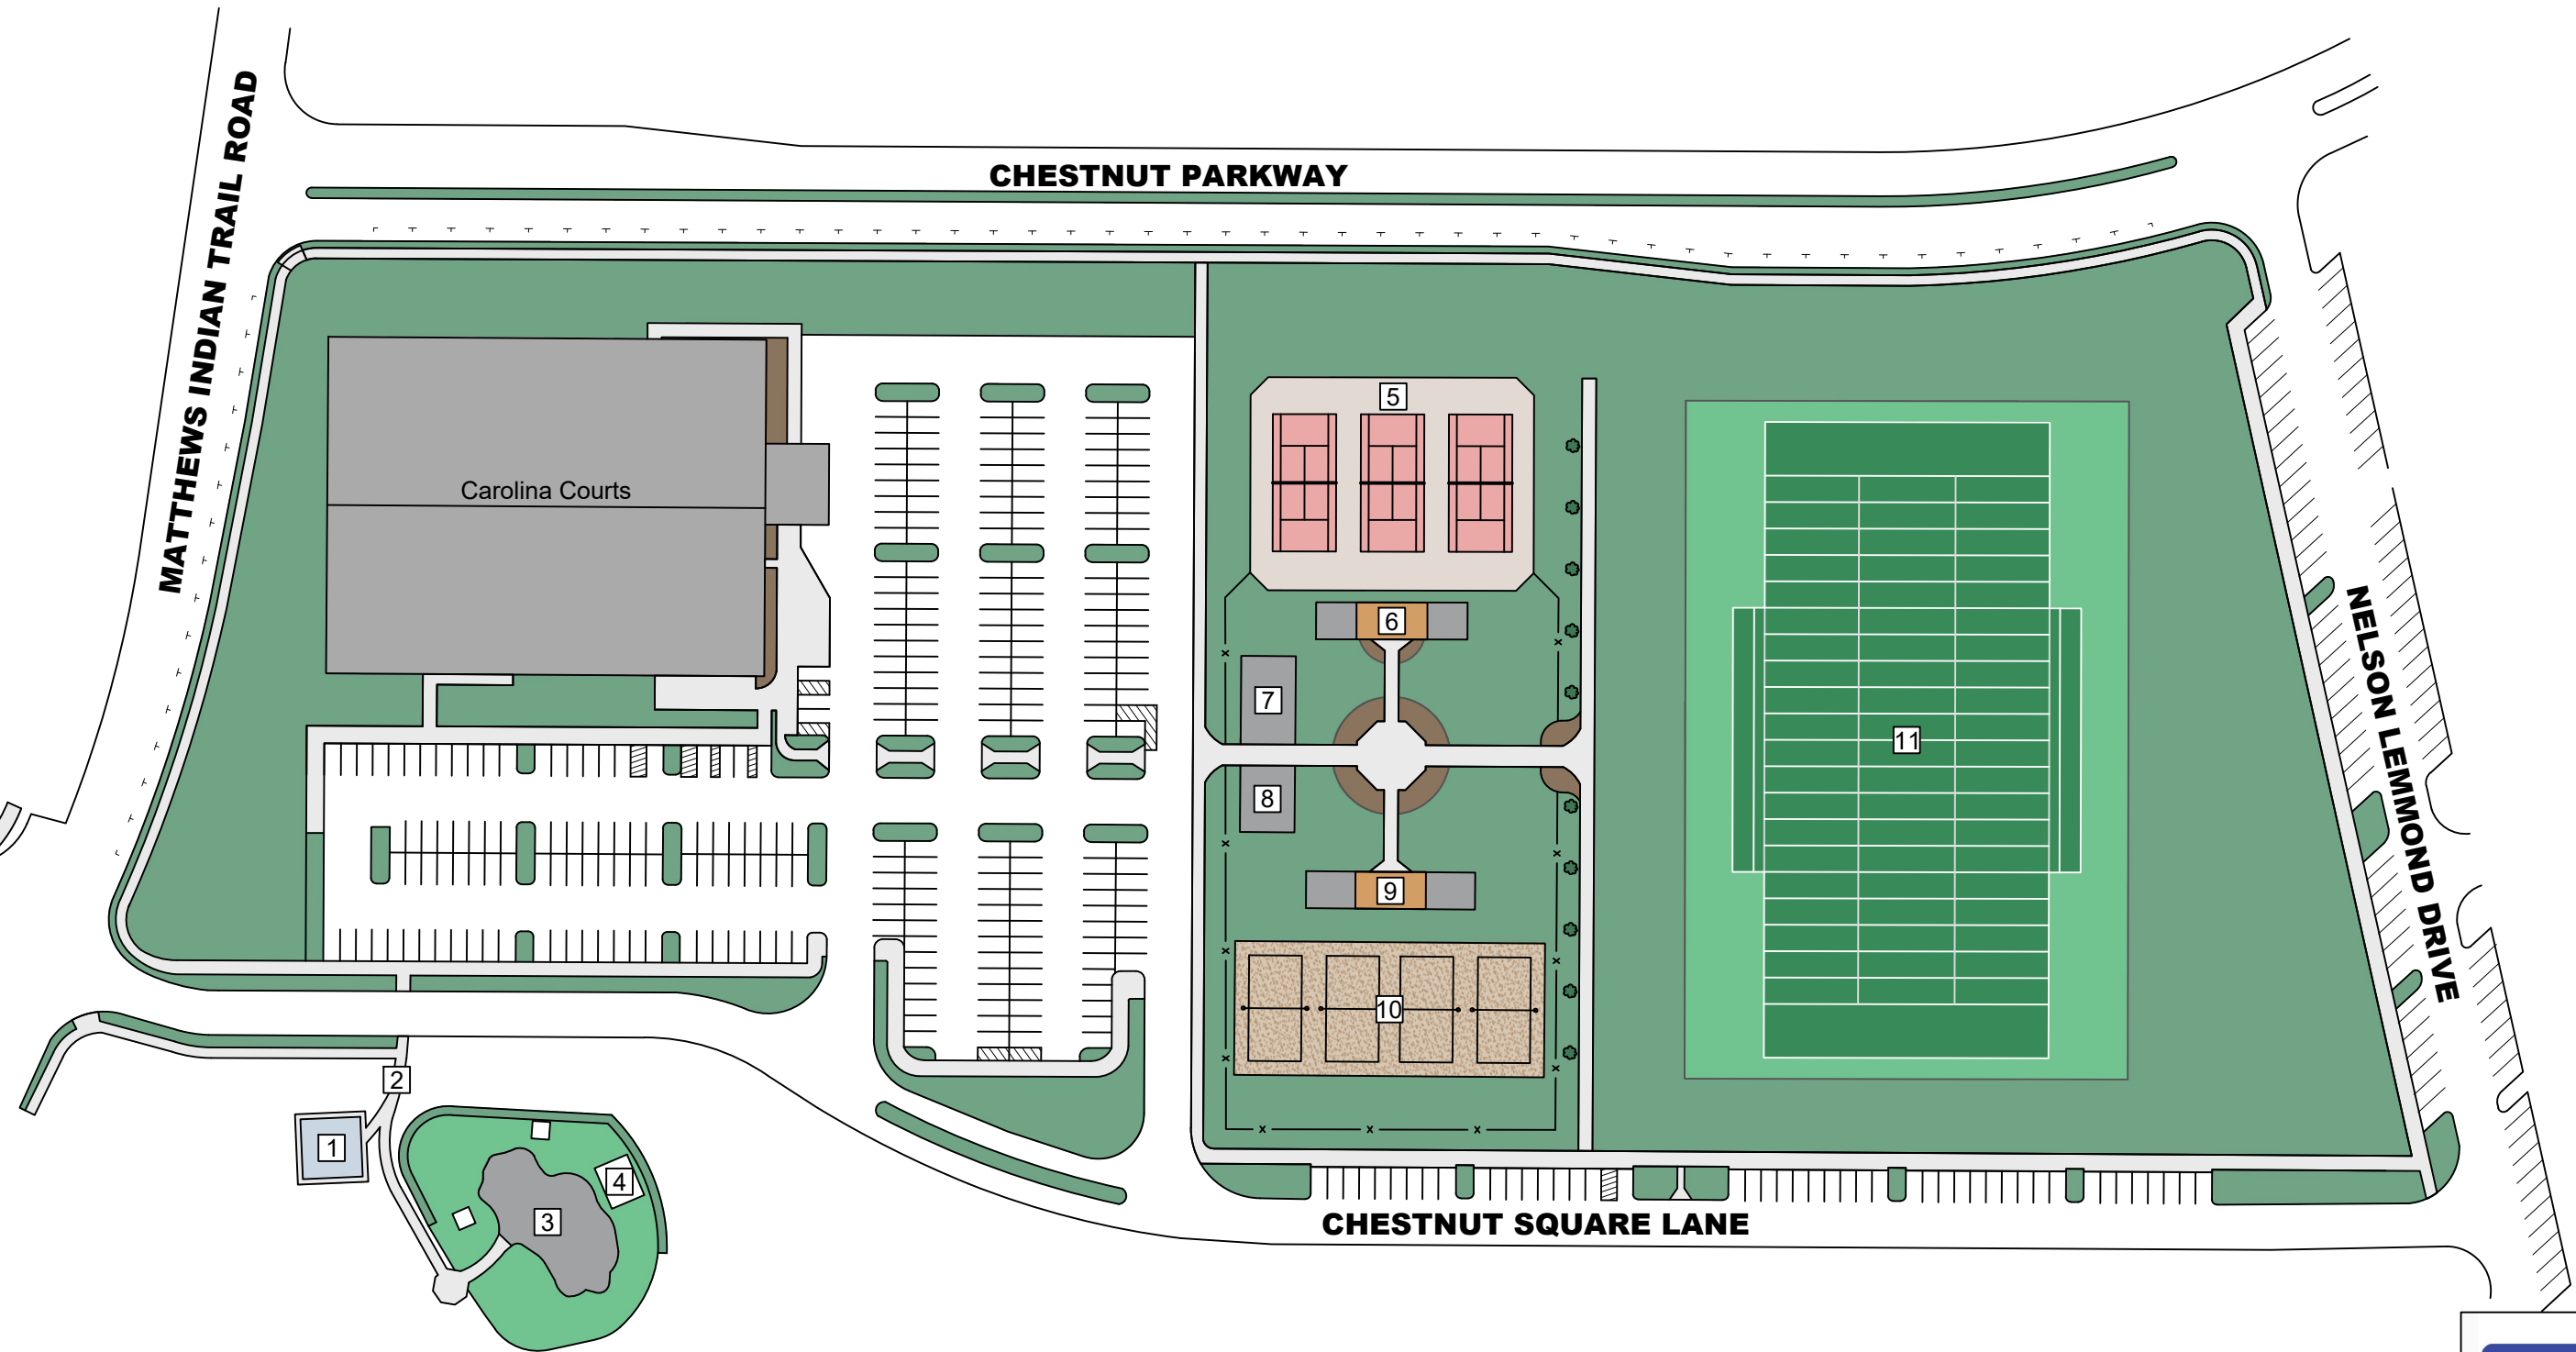 CHESTNUT PARKWAY
MATTHEWS INDIAN TRAIL ROAD
Carolina Courts
5
6
7
8
9
10
11
NELSON LEMMOND DRIVE
2
1
4
3
CHESTNUT SQUARE LANE